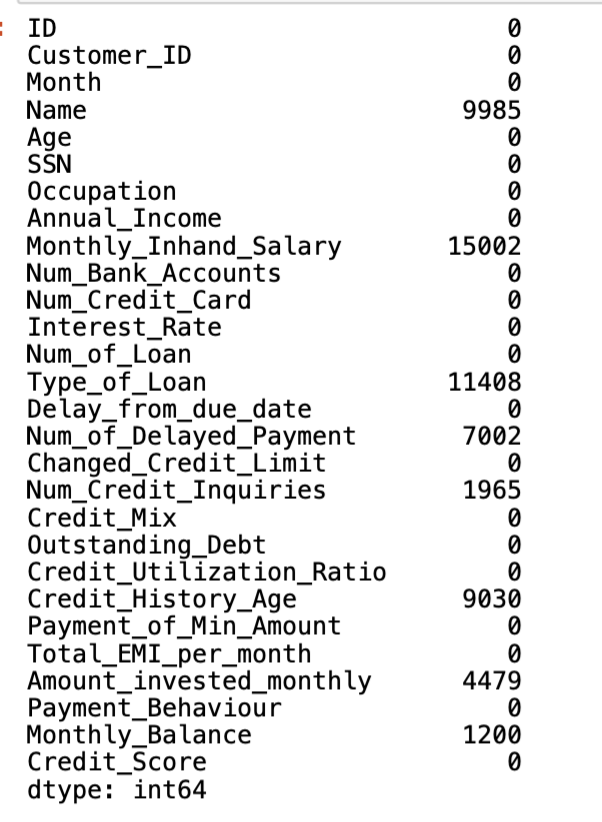 : ID 0
Customer_ID 0
Month 0
Name 9985
Age 0
SSN 0
Occupation 0
Annual_Income 0
Monthly_Inhand_Salary 15002
Num_Bank_Accounts 0
Num_Credit_Card 0
Interest_Rate 0
Num_of_Loan 0
Type_of_Loan 11408
Delay_from_due_date 0
Num_of_Delayed_Payment 7002
Changed_Credit_Limit 0
Num_Credit_Inquiries 1965
Credit_Mix 0
Outstanding_Debt 0
Credit_Utilization_Ratio 0
Credit_History_Age 9030
Payment_of_Min_Amount 0
Total_EMI_per_month 0
Amount_invested_monthly 4479
Payment_Behaviour 0
Monthly_Balance 1200
Credit_Score 0
dtype: int64